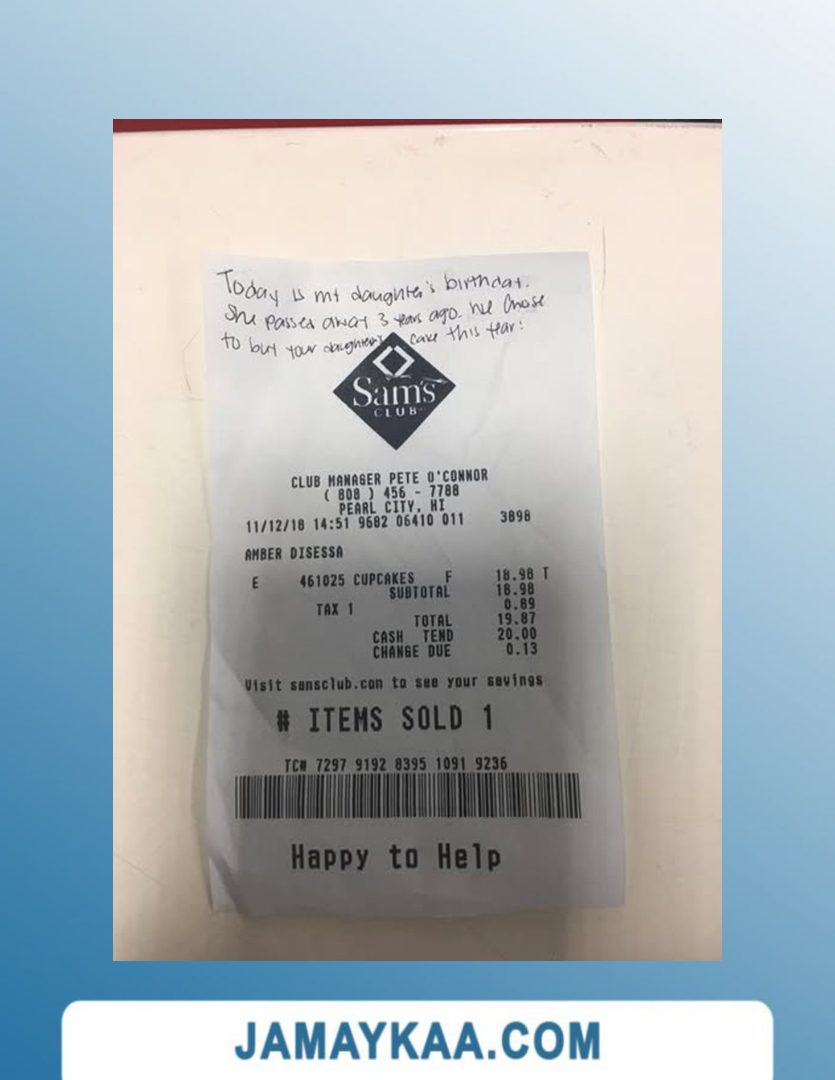 Today is my daughter's birthday.
She passed away 3 years ago. We chose
to buy your daughter's cake this year!
Sam's
CLUB
CLUB MANAGER PETE O'CONNOR
( 808 ) 456 - 7788
PEARL CITY, HI
11/12/18 14:51 9682 06410 011 3898
AMBER DISESSA
E 461025 CUPCAKES F 18.98 T
SUBTOTAL 18.98
TAX 1 0.89
TOTAL 19.87
CASH TEND 20.00
CHANGE DUE 0.13
Visit samsclub.com to see your savings
# ITEMS SOLD 1
TC# 7297 9192 8395 1091 9236
Happy to Help
JAMAYKAA.COM